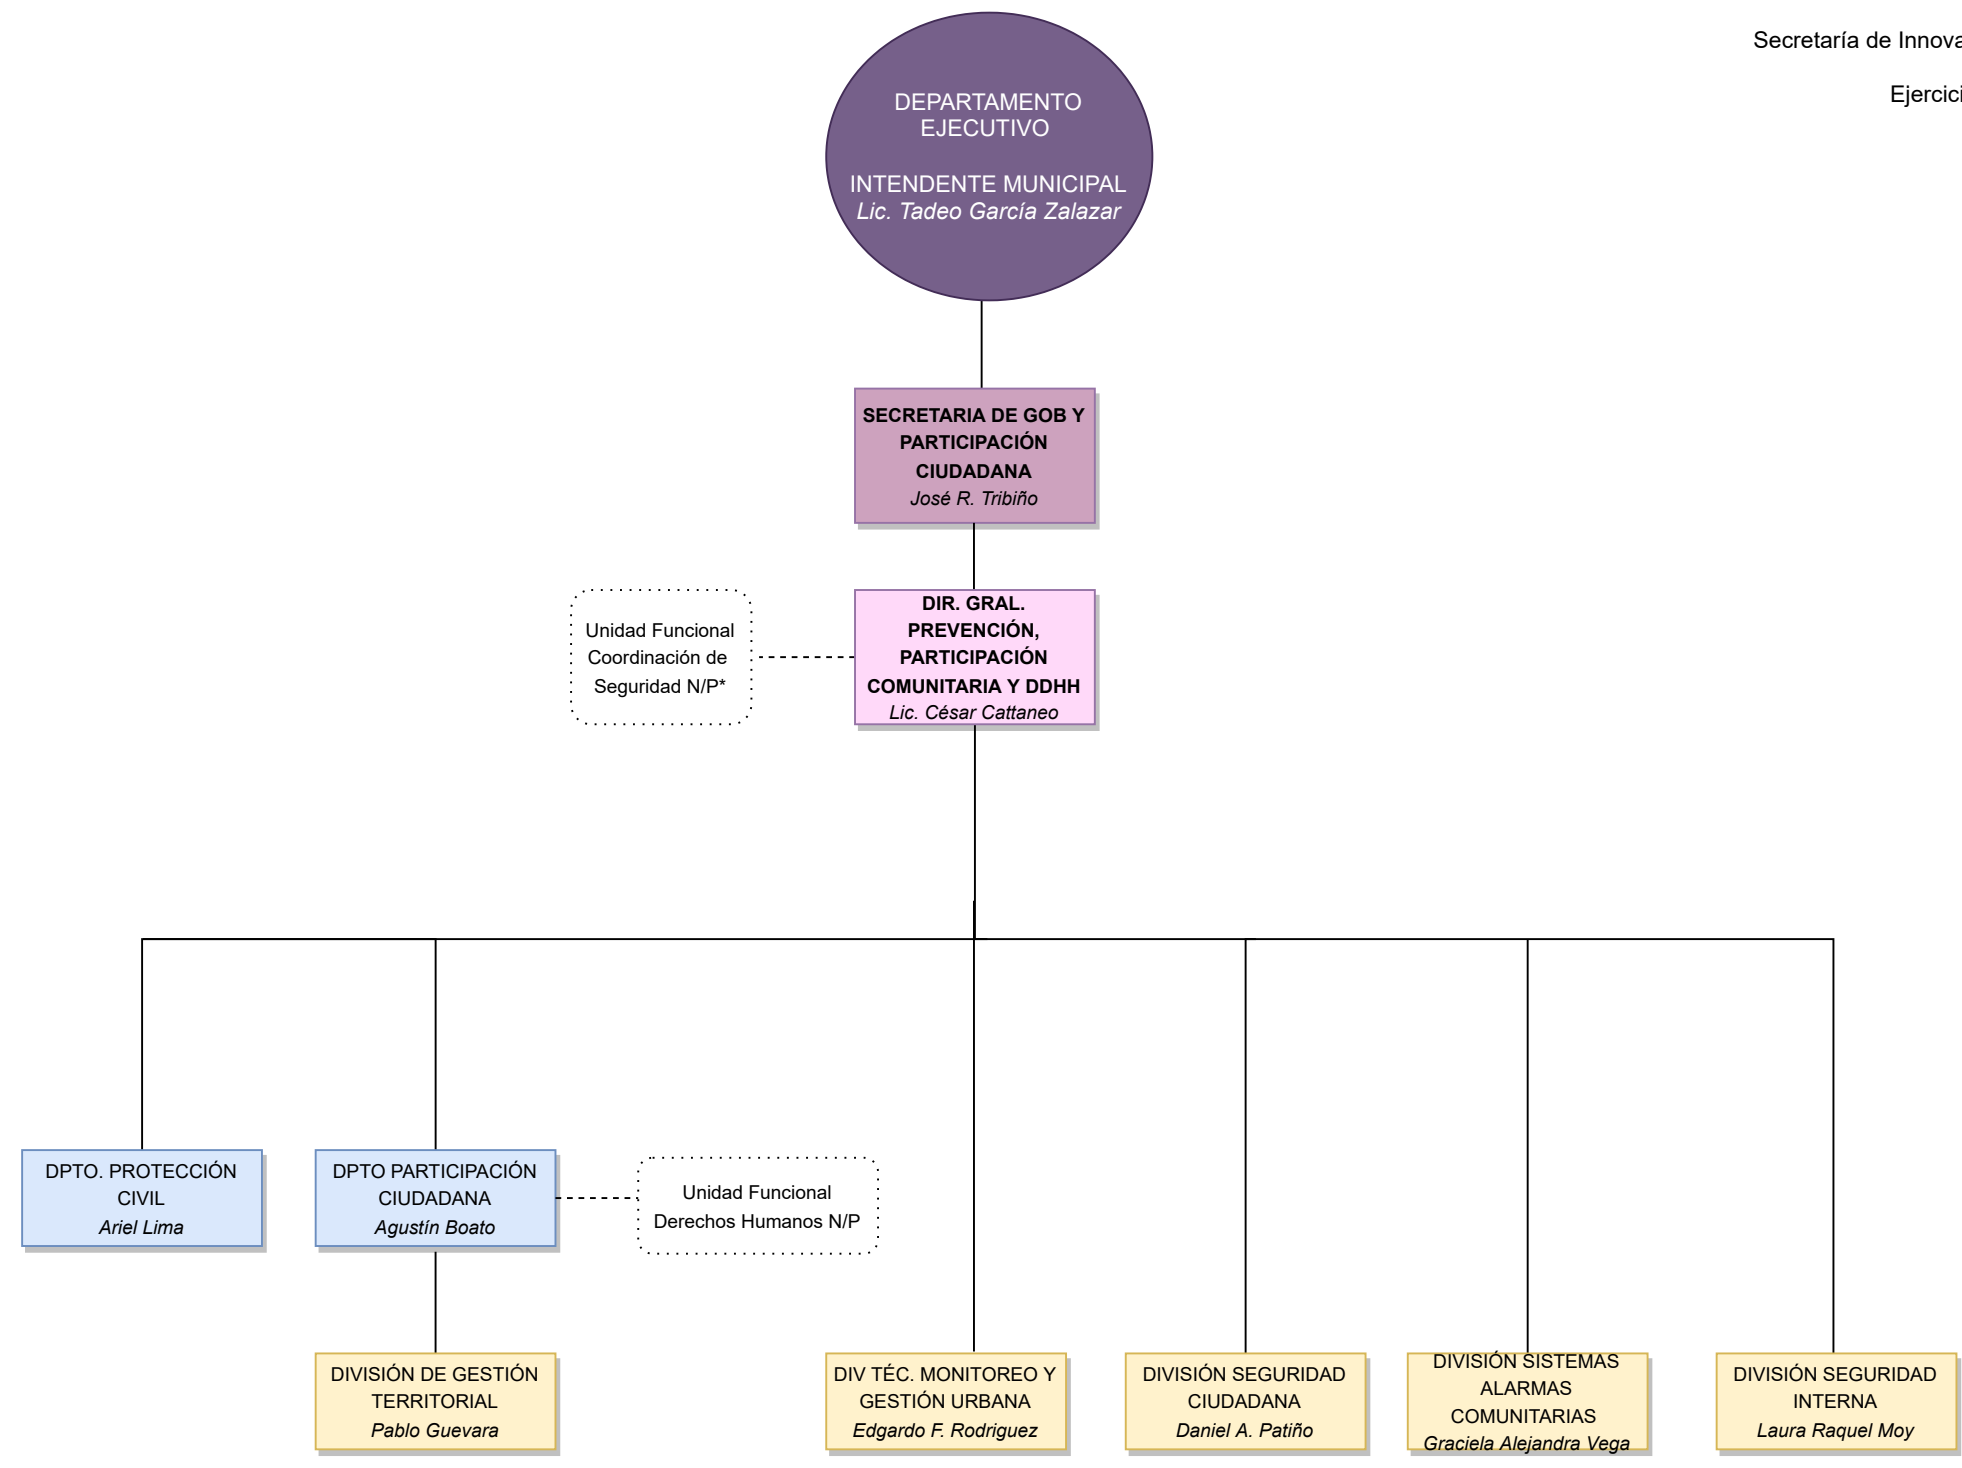 Secretaría de Innova
Ejercici
DEPARTAMENTO
EJECUTIVO
INTENDENTE MUNICIPAL
Lic. Tadeo García Zalazar
SECRETARIA DE GOB Y
PARTICIPACIÓN
CIUDADANA
José R. Tribiño
Unidad Funcional
Coordinación de
Seguridad N/P*
DIR. GRAL.
PREVENCIÓN,
PARTICIPACIÓN
COMUNITARIA Y DDHH
Lic. César Cattaneo
DPTO. PROTECCIÓN
CIVIL
Ariel Lima
DPTO PARTICIPACIÓN
CIUDADANA
Agustín Boato
Unidad Funcional
Derechos Humanos N/P
DIVISIÓN DE GESTIÓN
TERRITORIAL
Pablo Guevara
DIV TÉC. MONITOREO Y
GESTIÓN URBANA
Edgardo F. Rodriguez
DIVISIÓN SEGURIDAD
CIUDADANA
Daniel A. Patiño
DIVISIÓN SISTEMAS
ALARMAS
COMUNITARIAS
Graciela Alejandra Vega
DIVISIÓN SEGURIDAD
INTERNA
Laura Raquel Moy